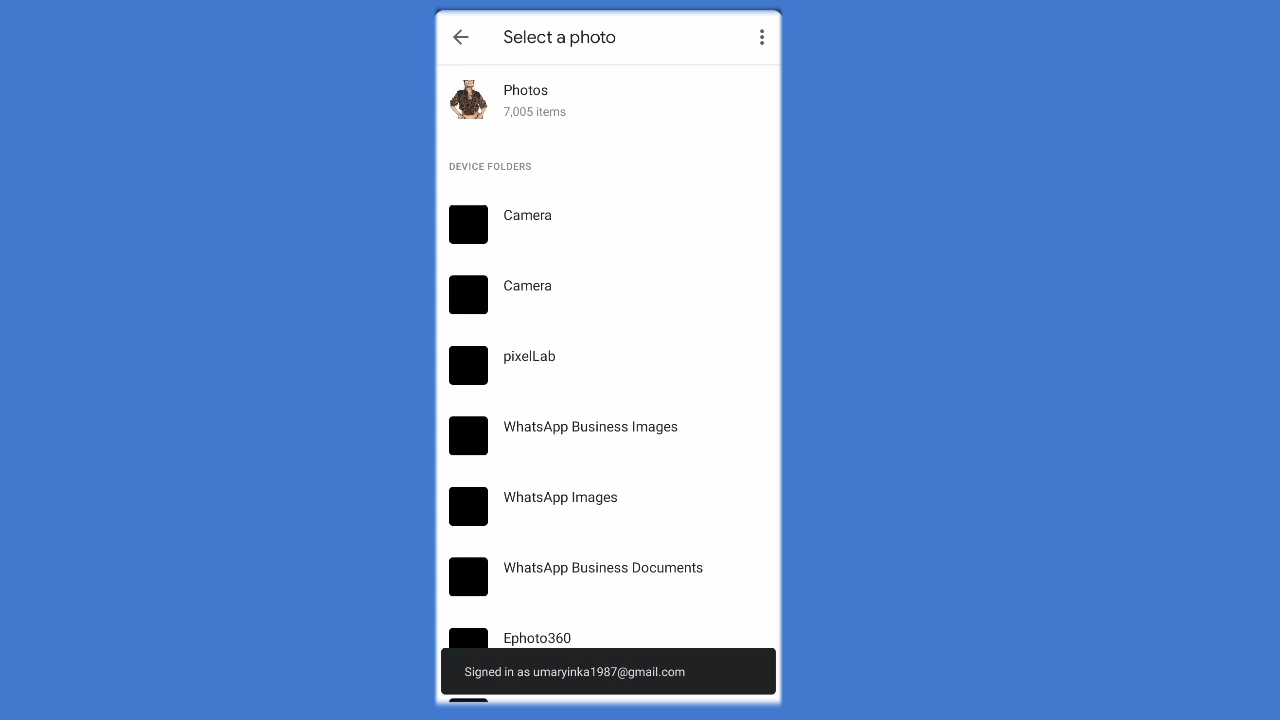 Select a photo
Photos
7,005 items
DEVICE FOLDERS
Camera
Camera
pixelLab
WhatsApp Business Images
WhatsApp Images
WhatsApp Business Documents
Ephoto360
Signed in as umaryinka1987@gmail.com